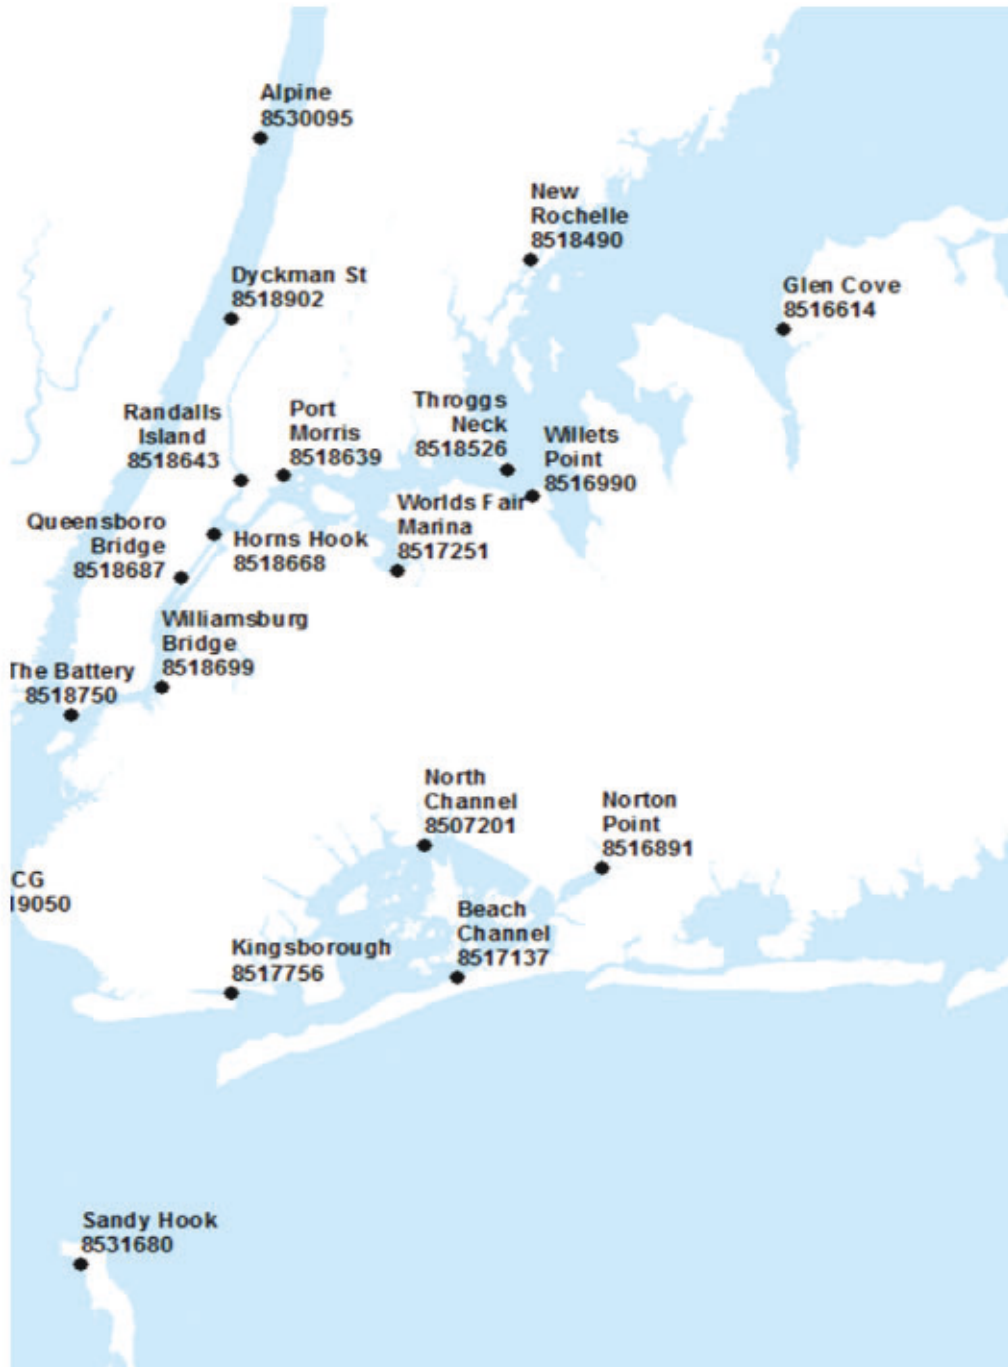 Alpine
8530095
New
Rochelle
8518490
Dyckman St
8518902
Glen Cove
8516614
Randalls
Island
8518643
Port
Morris
8518639
Throggs
Neck
8518526
Willets
Point
8516990
Worlds Fair
Marina
8517251
Queensboro
Bridge
8518687
Horns Hook
8518668
Williamsburg
Bridge
8518699
The Battery
8518750
North
Channel
8507201
Norton
Point
8516891
CG
19050
Beach
Channel
8517137
Kingsborough
8517756
Sandy Hook
8531680